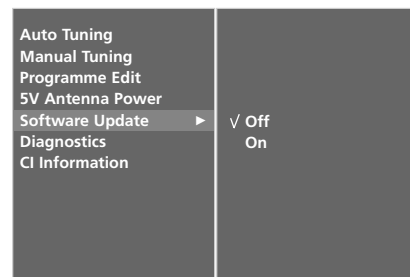 Auto Tuning
Manual Tuning
Programme Edit
5V Antenna Power
Software Update ►
Diagnostics
CI Information
√ Off
On